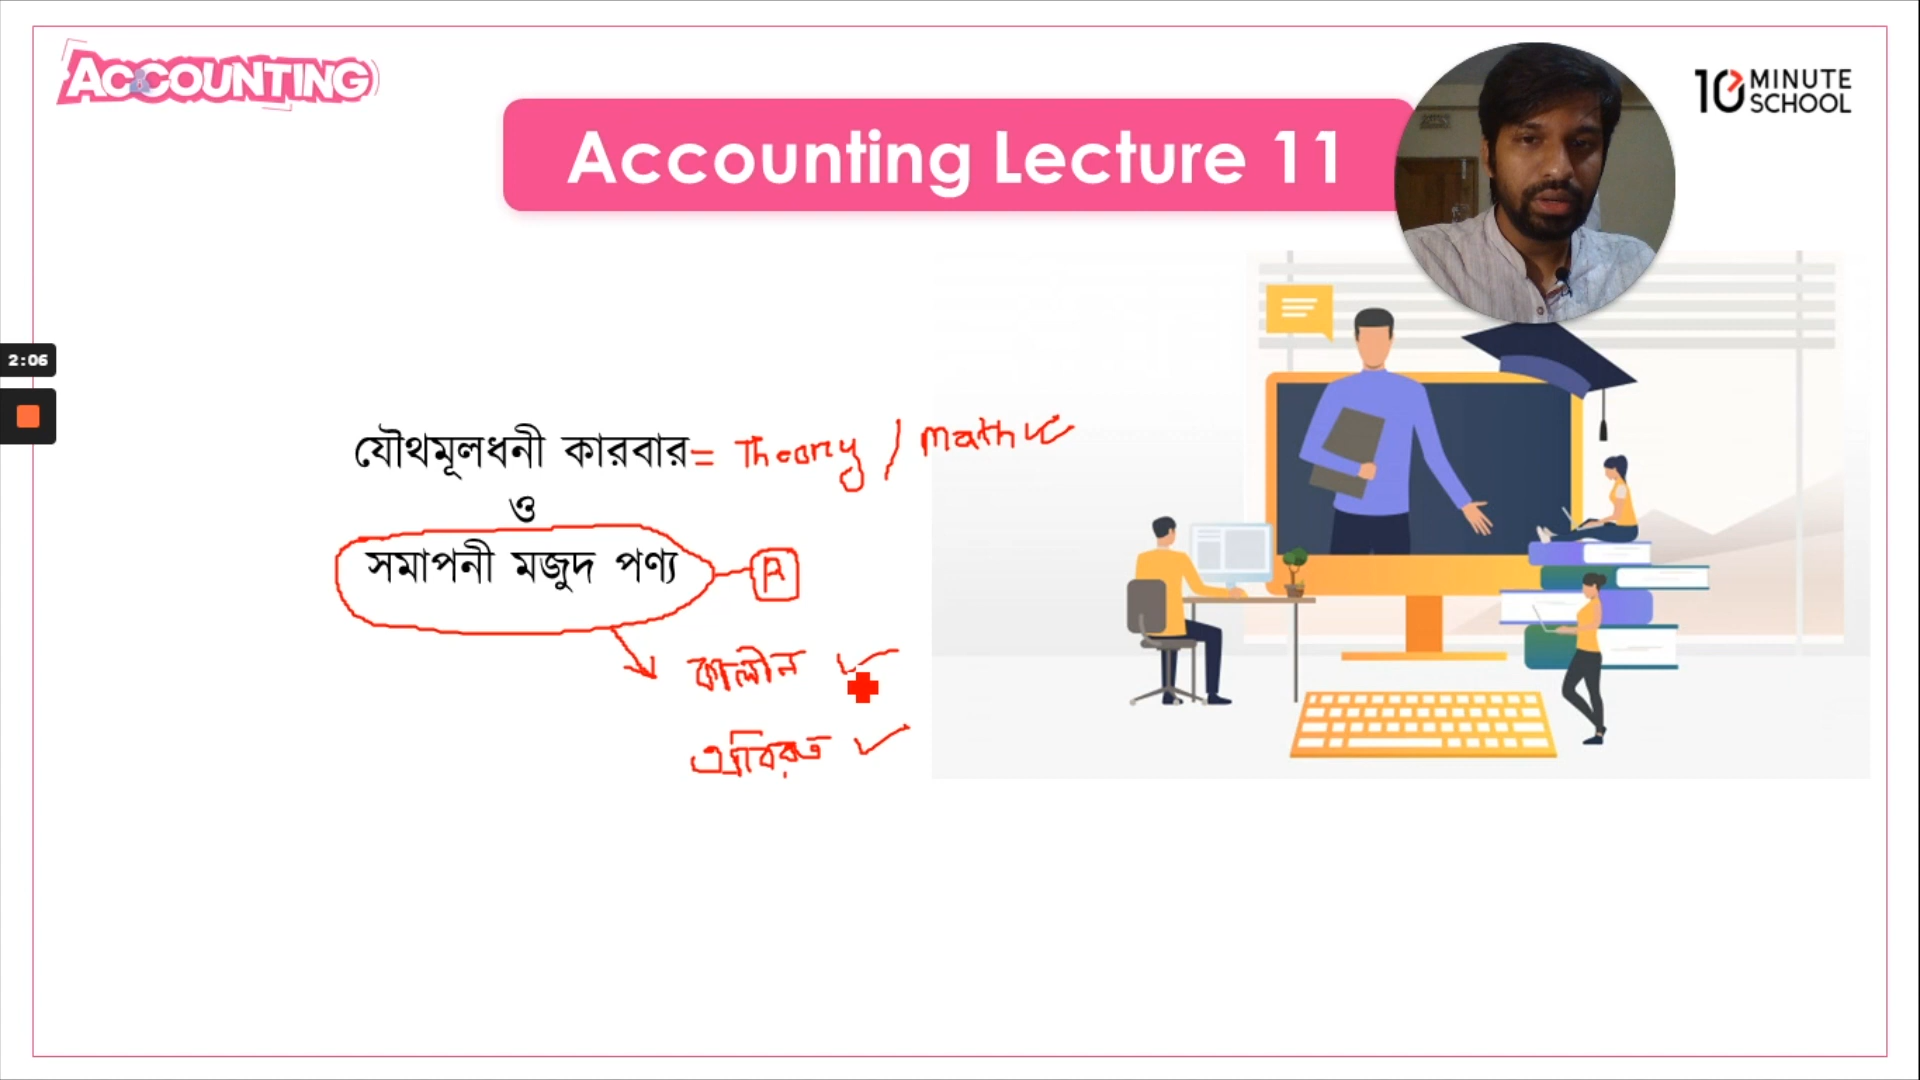 ACCOUNTING
10 MINUTE SCHOOL
Accounting Lecture 11
2:06
যৌথমূলধনী কারবার = Theory / Math
ও
সমাপনী মজুদ পণ্য
কালীন
অবিরত